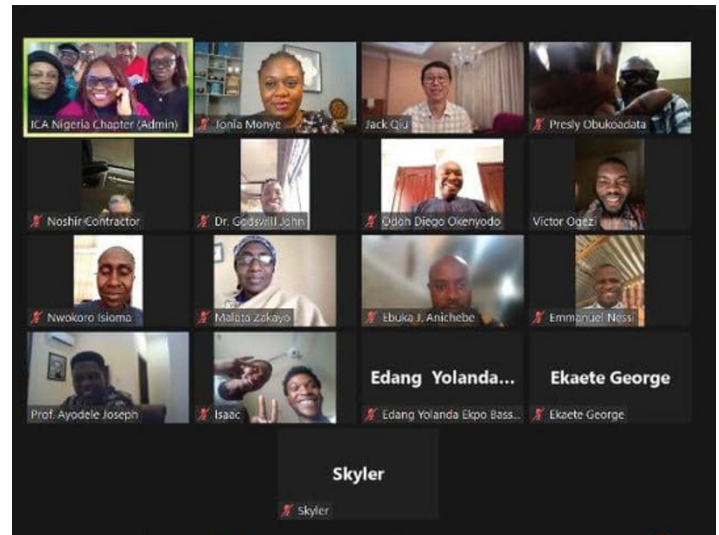 ICA Nigeria Chapter (Admin)
Tonia Monye
Jack Qiu
Presly Obukoadata
Noshir Contractor
Dr. Godswill John
Odoh Diego Okenyodo
Victor Ogezi
Nwokoro Isioma
Malata Zakayo
Ebuka J. Anichebe
Emmanuel Nessi
Prof. Ayodele Joseph
Isaac
Edang Yolanda...
Edang Yolanda Ekpo Bass...
Ekaete George
Ekaete George
Skyler
Skyler